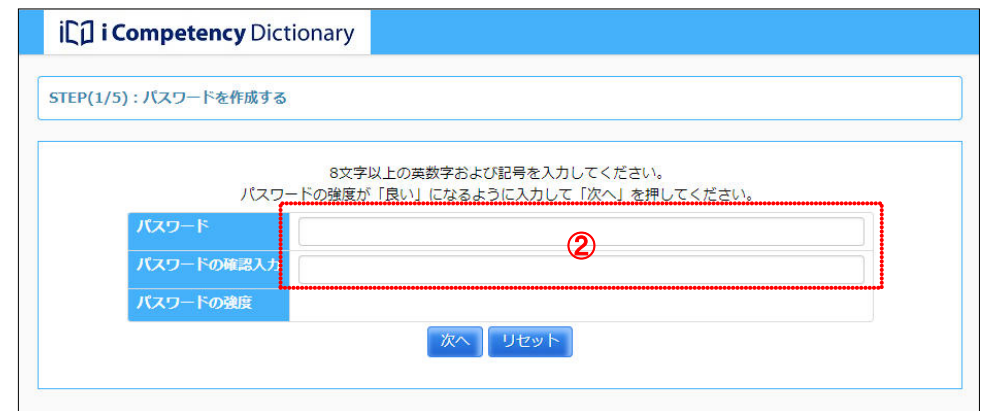 i Competency Dictionary
STEP(1/5) : パスワードを作成する
8文字以上の英数字および記号を入力してください。
パスワードの強度が「良い」になるように入力して「次へ」を押してください。
パスワード
②
パスワードの確認入力
パスワードの強度
次へ リセット